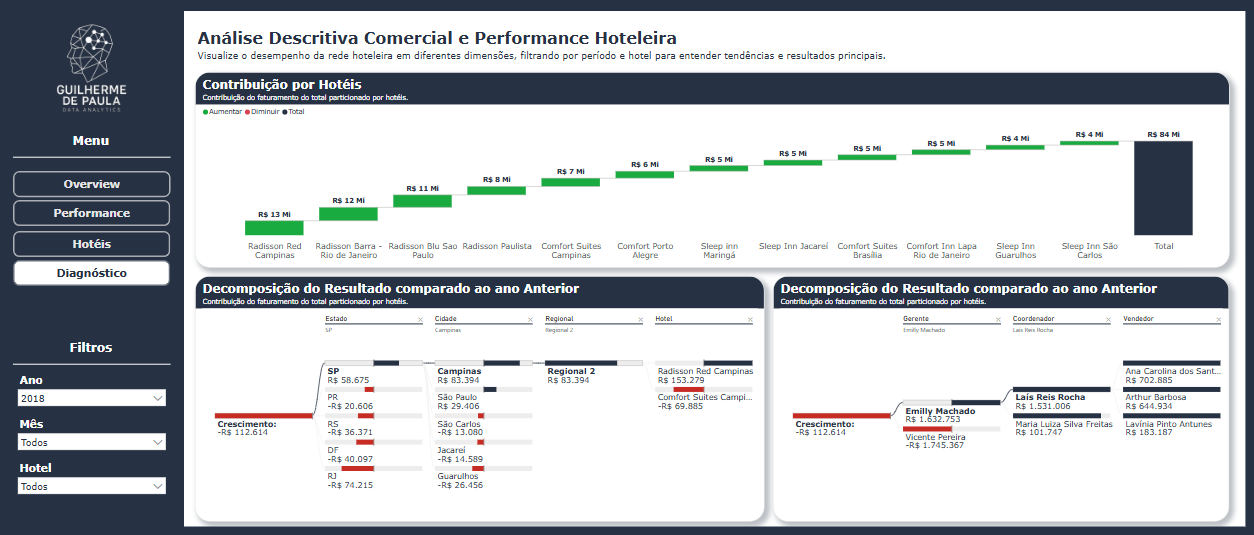 GUILHERME
DE PAULA
DATA ANALYTICS
Menu
Overview
Performance
Hotéis
Diagnóstico
Filtros
Ano
2018
Mês
Todos
Hotel
Todos
Análise Descritiva Comercial e Performance Hoteleira
Visualize o desempenho da rede hoteleira em diferentes dimensões, filtrando por período e hotel para entender tendências e resultados principais.
Contribuição por Hotéis
Contribuição do faturamento do total particionado por hotéis.
Aumentar Diminuir Total
R$ 13 Mi
R$ 12 Mi
R$ 11 Mi
R$ 8 Mi
R$ 7 Mi
R$ 6 Mi
R$ 5 Mi
R$ 5 Mi
R$ 5 Mi
R$ 5 Mi
R$ 4 Mi
R$ 4 Mi
R$ 84 Mi
Radisson Red
Campinas
Radisson Barra -
Rio de Janeiro
Radisson Blu Sao
Paulo
Radisson Paulista
Comfort Suites
Campinas
Comfort Porto
Alegre
Sleep inn
Maringá
Sleep Inn Jacareí
Comfort Suites
Brasília
Comfort Inn Lapa
Rio de Janeiro
Sleep Inn
Guarulhos
Sleep Inn São
Carlos
Total
Decomposição do Resultado comparado ao ano Anterior
Contribuição do faturamento do total particionado por hotéis.
Estado
SP
Cidade
Campinas
Regional
Regional 2
Hotel
Crescimento:
-R$ 112.614
SP
R$ 58.675
PR
-R$ 20.606
RS
-R$ 36.371
DF
-R$ 40.097
RJ
-R$ 74.215
Campinas
R$ 83.394
São Paulo
R$ 29.406
São Carlos
-R$ 13.080
Jacareí
-R$ 14.589
Guarulhos
-R$ 26.456
Regional 2
R$ 83.394
Radisson Red Campinas
R$ 153.279
Comfort Suites Campi...
-R$ 69.885
Decomposição do Resultado comparado ao ano Anterior
Contribuição do faturamento do total particionado por hotéis.
Gerente
Emilly Machado
Coordenador
Laís Reis Rocha
Vendedor
Crescimento:
-R$ 112.614
Emilly Machado
R$ 1.632.753
Vicente Pereira
-R$ 1.745.367
Laís Reis Rocha
R$ 1.531.006
Maria Luiza Silva Freitas
R$ 101.747
Ana Carolina dos Sant...
R$ 702.885
Arthur Barbosa
R$ 644.934
Lavínia Pinto Antunes
R$ 183.187